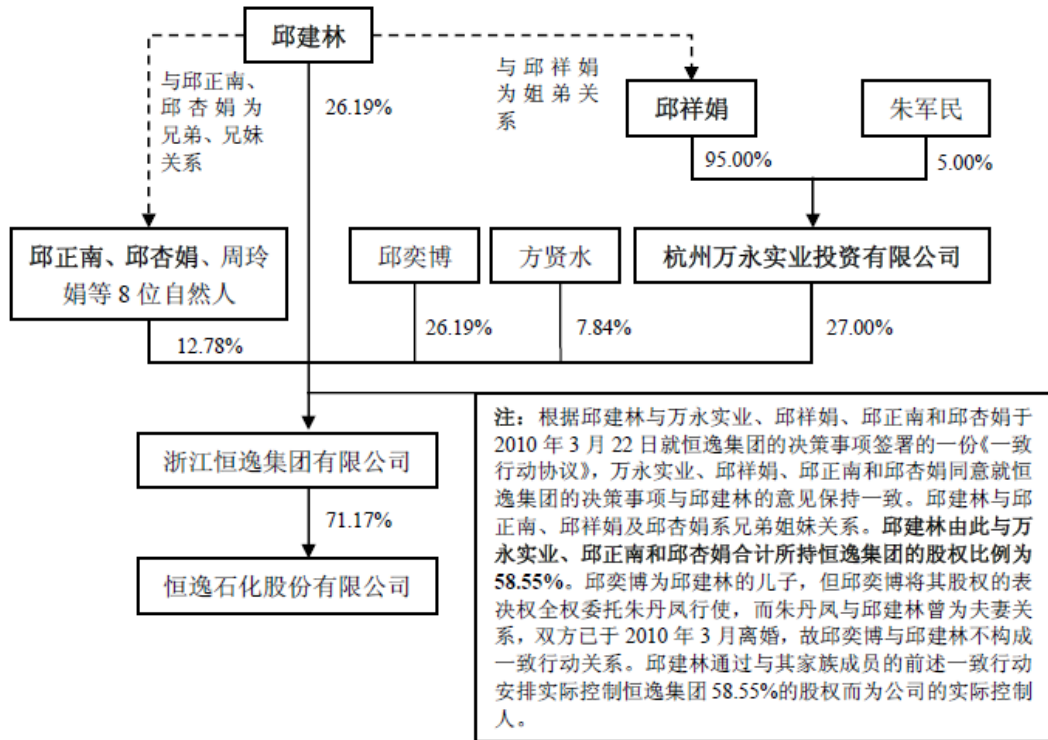 邱建林
与邱正南、
邱杏娟为
兄弟、兄妹
关系
26.19%
与邱祥娟
为姐弟关
系
邱祥娟
朱军民
95.00%
5.00%
邱正南、邱杏娟、周玲
娟等 8 位自然人
邱奕博
方贤水
杭州万永实业投资有限公司
12.78%
26.19%
7.84%
27.00%
浙江恒逸集团有限公司
71.17%
恒逸石化股份有限公司
注：根据邱建林与万永实业、邱祥娟、邱正南和邱杏娟于
2010 年 3 月 22 日就恒逸集团的决策事项签署的一份《一致
行动协议》，万永实业、邱祥娟、邱正南和邱杏娟同意就恒
逸集团的决策事项与邱建林的意见保持一致。邱建林与邱
正南、邱祥娟及邱杏娟系兄弟姐妹关系。邱建林由此与万
永实业、邱正南和邱杏娟合计所持恒逸集团的股权比例为
58.55%。邱奕博为邱建林的儿子，但邱奕博将其股权的表
决权全权委托朱丹凤行使，而朱丹凤与邱建林曾为夫妻关
系，双方已于 2010 年 3 月离婚，故邱奕博与邱建林不构成
一致行动关系。邱建林通过与其家族成员的前述一致行动
安排实际控制恒逸集团 58.55%的股权而为公司的实际控制
人。